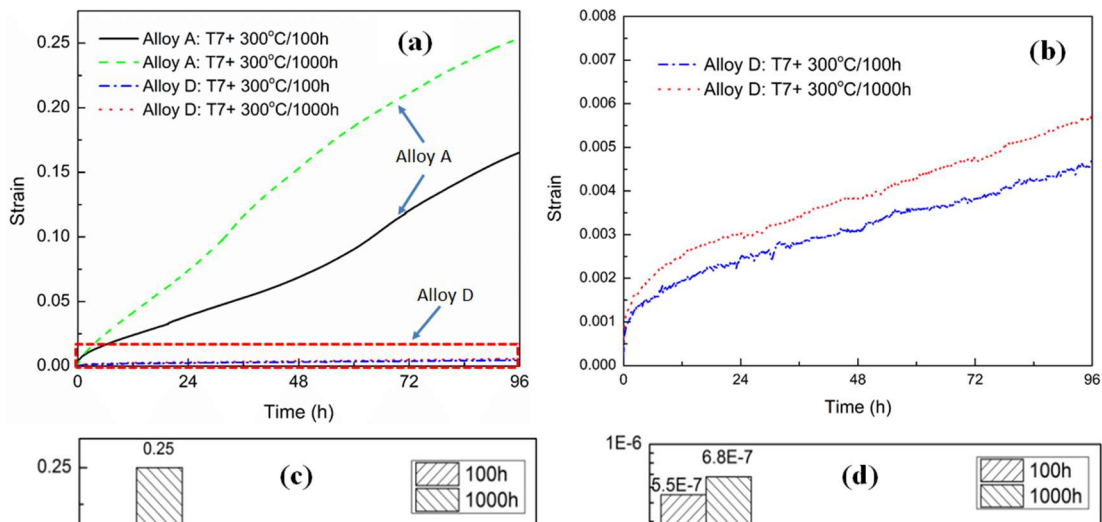 (a)
Alloy A: T7+ 300°C/100h
Alloy A: T7+ 300°C/1000h
Alloy D: T7+ 300°C/100h
Alloy D: T7+ 300°C/1000h
Alloy A
Alloy D
0.25
0.20
0.15
0.10
0.05
0.00
Strain
0 24 48 72 96
Time (h)
(b)
Alloy D: T7+ 300°C/100h
Alloy D: T7+ 300°C/1000h
0.008
0.007
0.006
0.005
0.004
0.003
0.002
0.001
0.000
Strain
0 24 48 72 96
Time (h)
0.25
0.25
(c)
100h
1000h
1E-6
5.5E-7
6.8E-7
(d)
100h
1000h